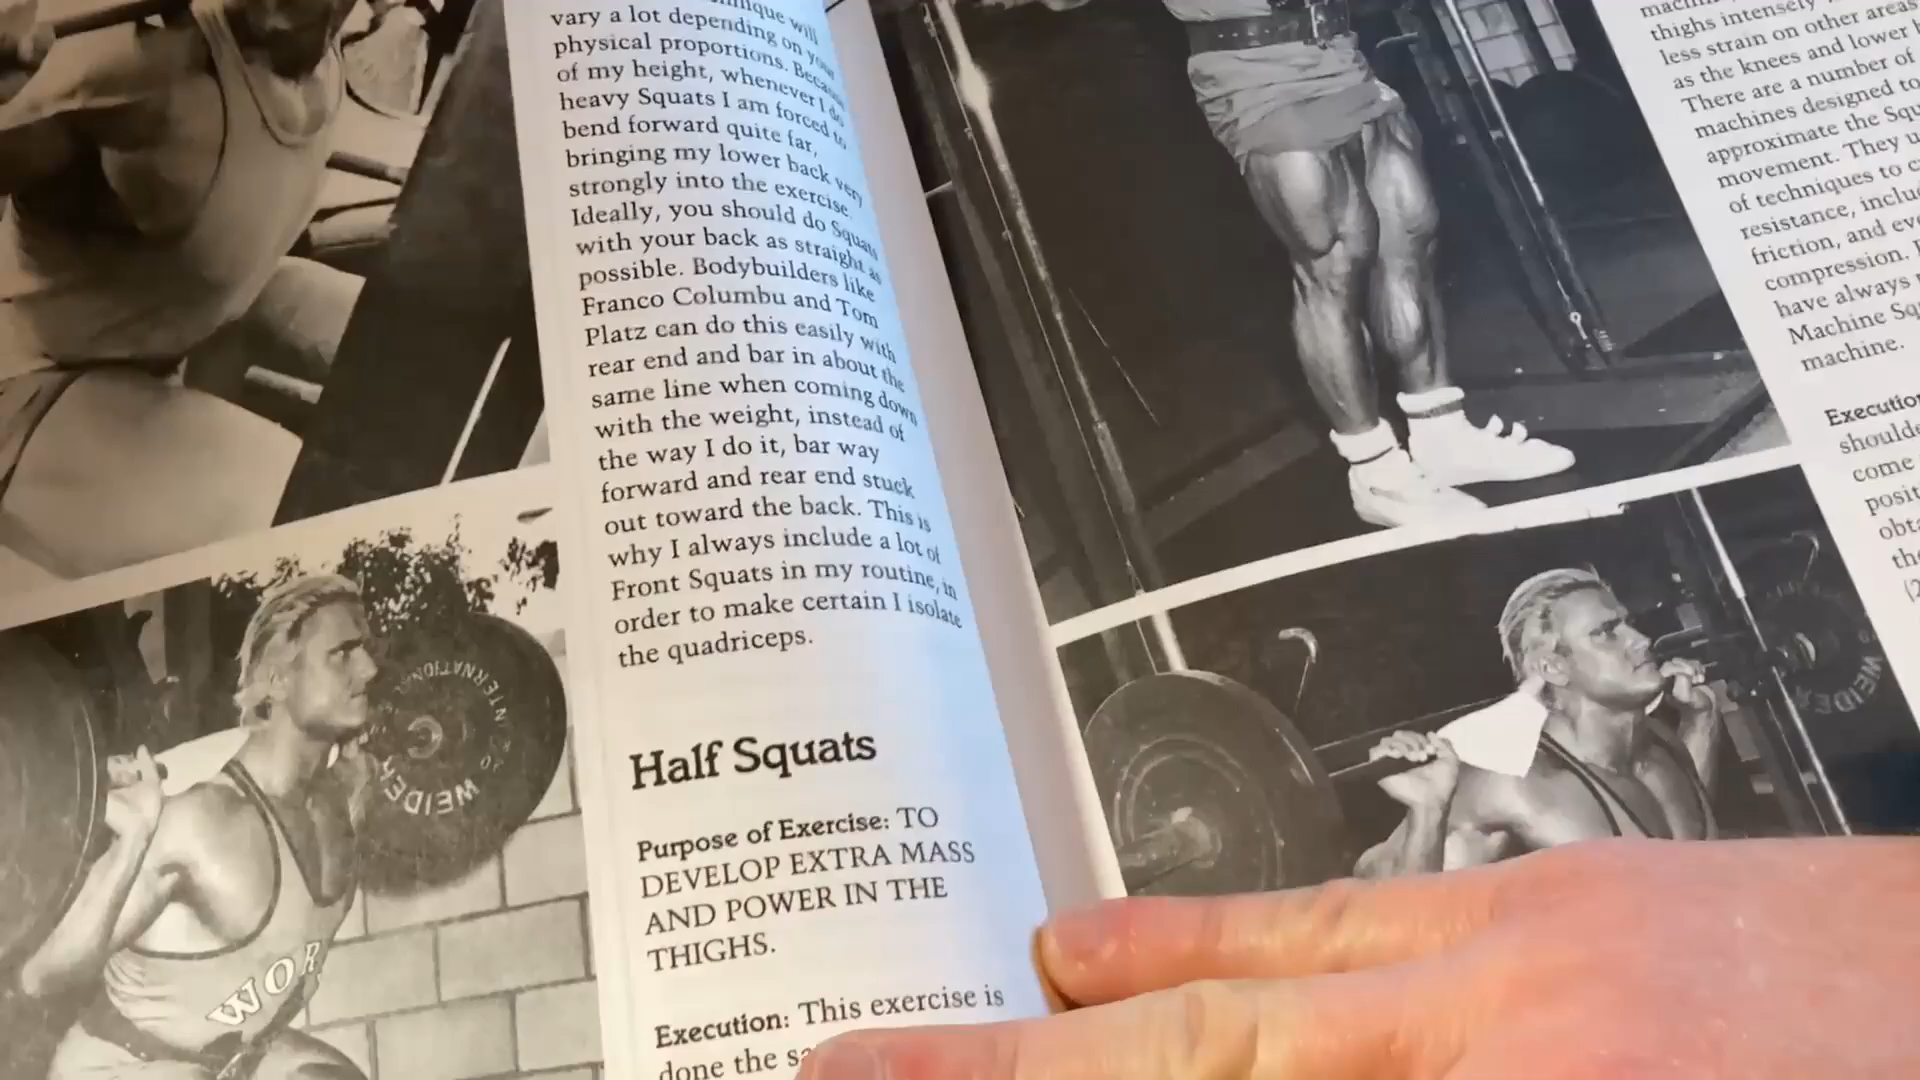 vary a lot depending on your
physical proportions. Because
of my height, whenever I do
heavy Squats I am forced to
bend forward quite far,
bringing my lower back very
strongly into the exercise.
Ideally, you should do Squats
with your back as straight as
possible. Bodybuilders like
Franco Columbu and Tom
Platz can do this easily with
rear end and bar in about the
same line when coming down
with the weight, instead of
the way I do it, bar way
forward and rear end stuck
out toward the back. This is
why I always include a lot of
Front Squats in my routine, in
order to make certain I isolate
the quadriceps.
Half Squats
Purpose of Exercise: TO
DEVELOP EXTRA MASS
AND POWER IN THE
THIGHS.
Execution: This exercise is
done the
INTERNATIONAL
WEIDER
WOR
WEIDER
thighs intensely
less strain on other areas
as the knees and lower
There are a number of
machines designed to
approximate the
movement. They
of techniques to
resistance,
friction, and
compression.
have always
Machine
machine.
come